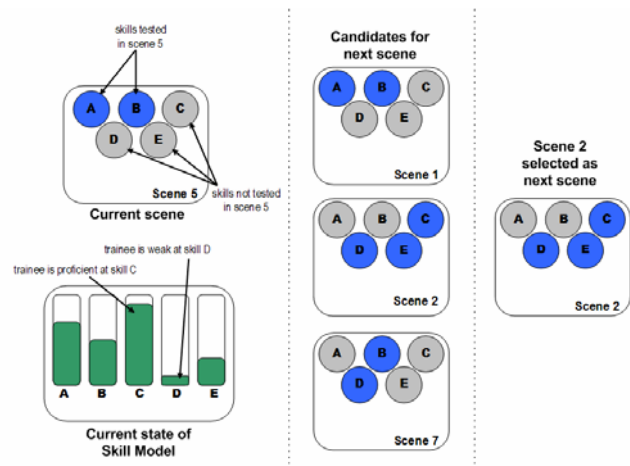 skills tested
in scene 5
A B C
D E
Scene 5
skills not tested
in scene 5
Current scene
trainee is weak at skill D
trainee is proficient at skill C
A B C D E
Current state of
Skill Model
Candidates for
next scene
A B C
D E
Scene 1
A B C
D E
Scene 2
A B C
D E
Scene 7
Scene 2
selected as
next scene
A B C
D E
Scene 2